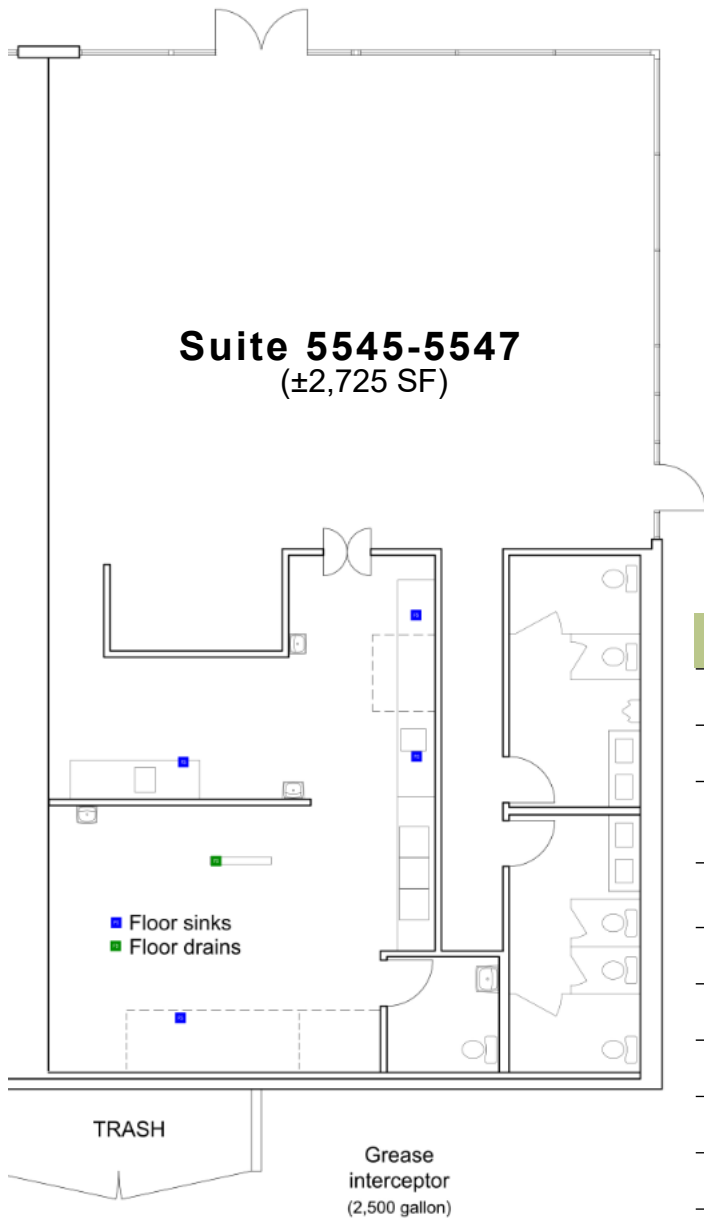 Suite 5545-5547
(±2,725 SF)
Floor sinks
Floor drains
TRASH
Grease
interceptor
(2,500 gallon)